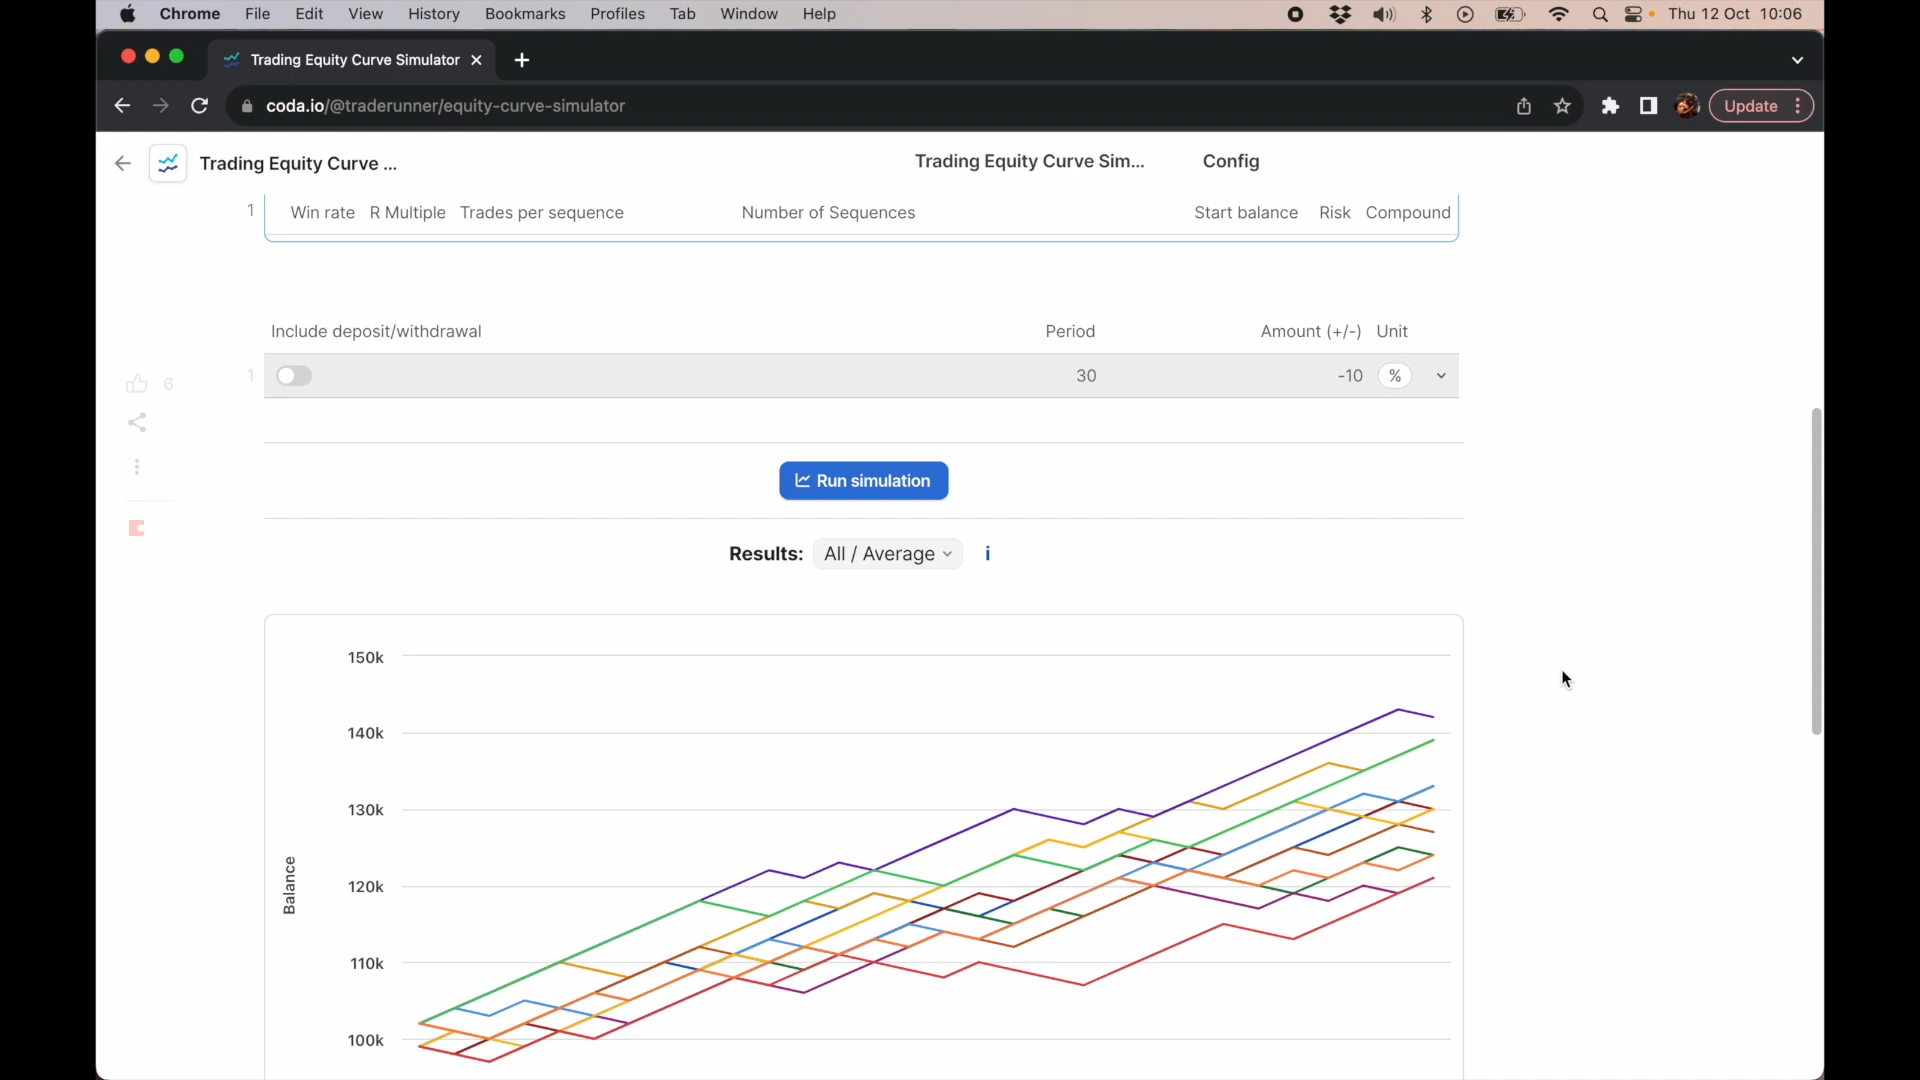 Chrome File Edit View History Bookmarks Profiles Tab Window Help Thu 12 Oct 10:06
Trading Equity Curve Simulator
coda.io/@traderunner/equity-curve-simulator Update
Trading Equity Curve ... Trading Equity Curve Sim... Config
1 Win rate R Multiple Trades per sequence Number of Sequences Start balance Risk Compound
Include deposit/withdrawal Period Amount (+/-) Unit
1 30 -10 %
6
Run simulation
Results: All / Average i
150k
140k
130k
120k
110k
100k
Balance